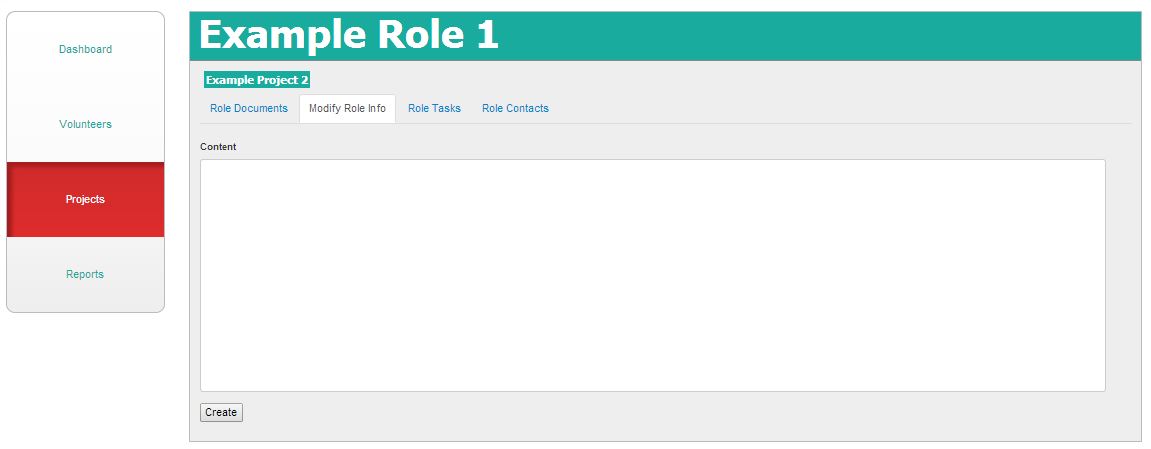 Dashboard
Volunteers
Projects
Reports
Example Role 1
Example Project 2
Role Documents Modify Role Info Role Tasks Role Contacts
Content
Create